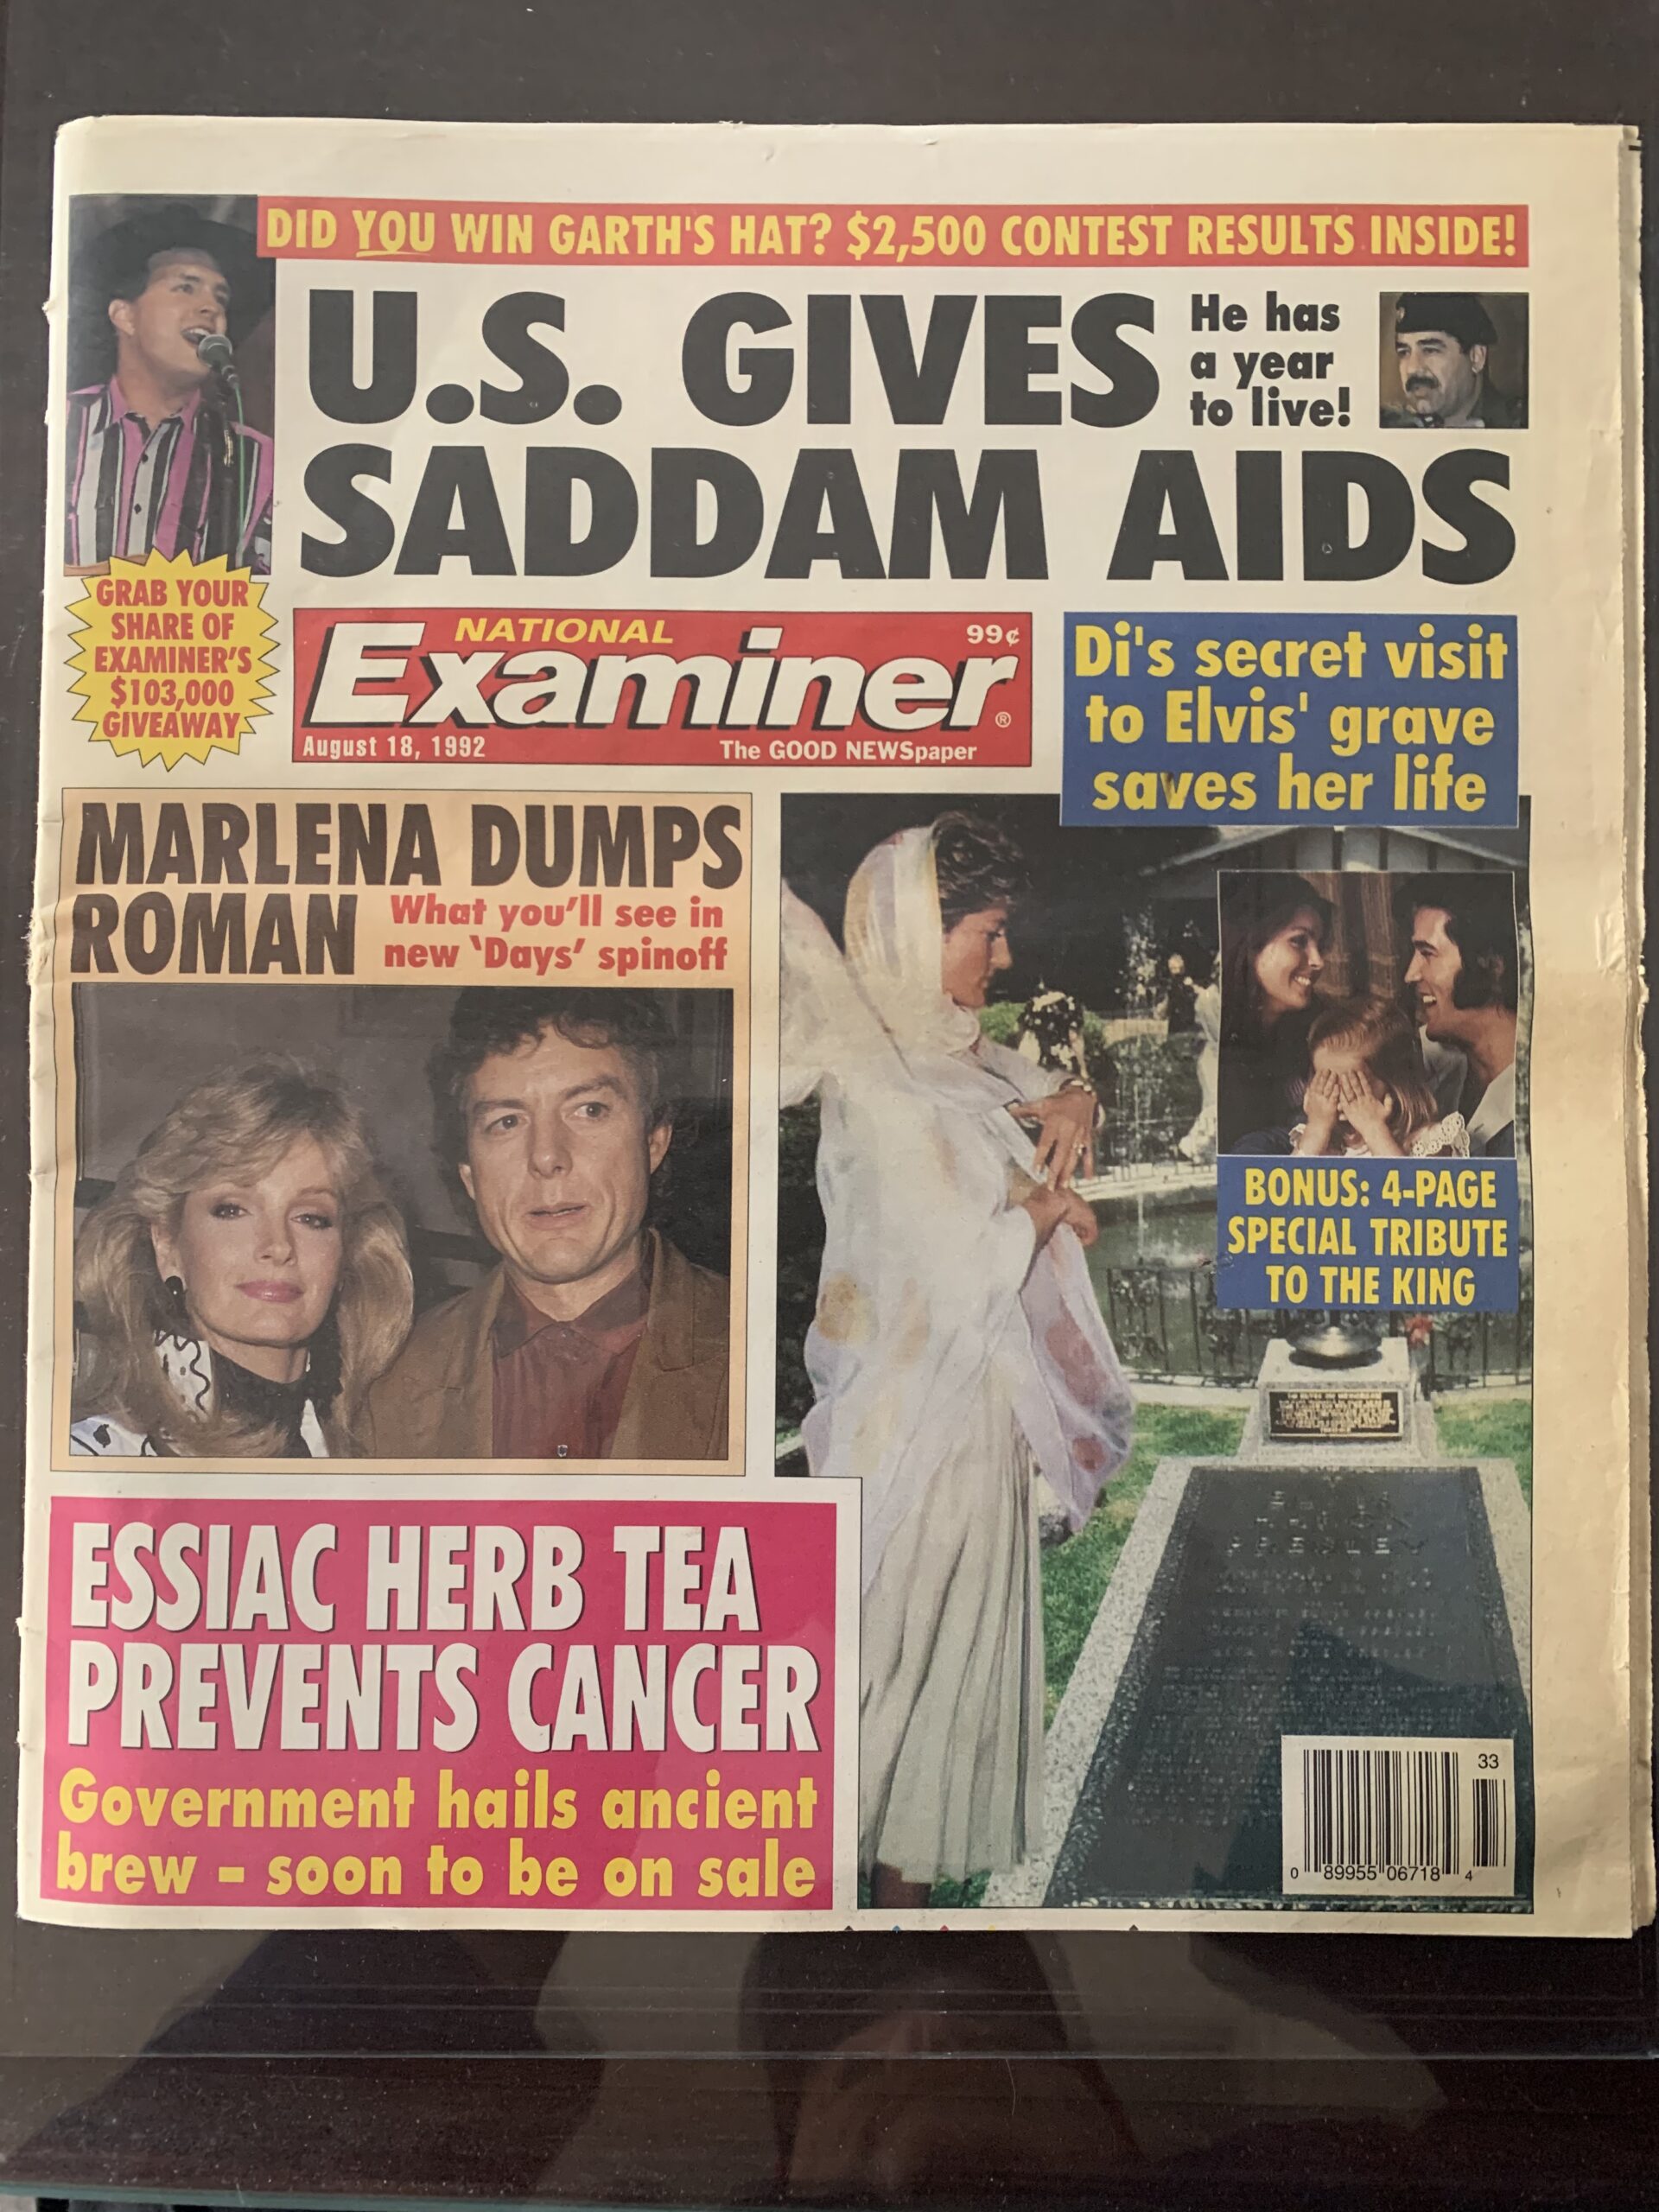 DID YOU WIN GARTH'S HAT? $2,500 CONTEST RESULTS INSIDE!
U.S. GIVES
SADDAM AIDS
He has
a year
to live!
GRAB YOUR
SHARE OF
EXAMINER'S
$103,000
GIVEAWAY
NATIONAL
99¢
Examiner®
August 18, 1992
The GOOD NEWSpaper
Di's secret visit
to Elvis' grave
saves her life
MARLENA DUMPS
ROMAN
What you'll see in
new 'Days' spinoff
BONUS: 4-PAGE
SPECIAL TRIBUTE
TO THE KING
ESSIAC HERB TEA
PREVENTS CANCER
Government hails ancient
brew - soon to be on sale
PRESLEY
33
0 89955 06718 4